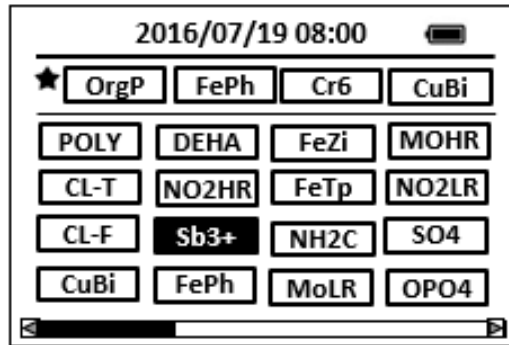 2016/07/19 08:00
OrgP FePh Cr6 CuBi
POLY DEHA FeZi MOHR
CL-T NO2HR FeTp NO2LR
CL-F Sb3+ NH2C SO4
CuBi FePh MoLR OPO4